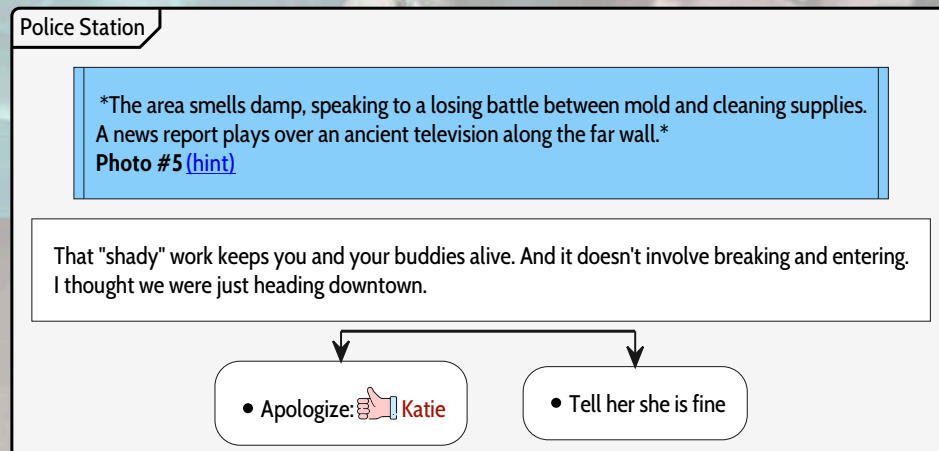 Police Station
*The area smells damp, speaking to a losing battle between mold and cleaning supplies.
A news report plays over an ancient television along the far wall.*
Photo #5 (hint)
That "shady" work keeps you and your buddies alive. And it doesn't involve breaking and entering.
I thought we were just heading downtown.
• Apologize: Katie
• Tell her she is fine